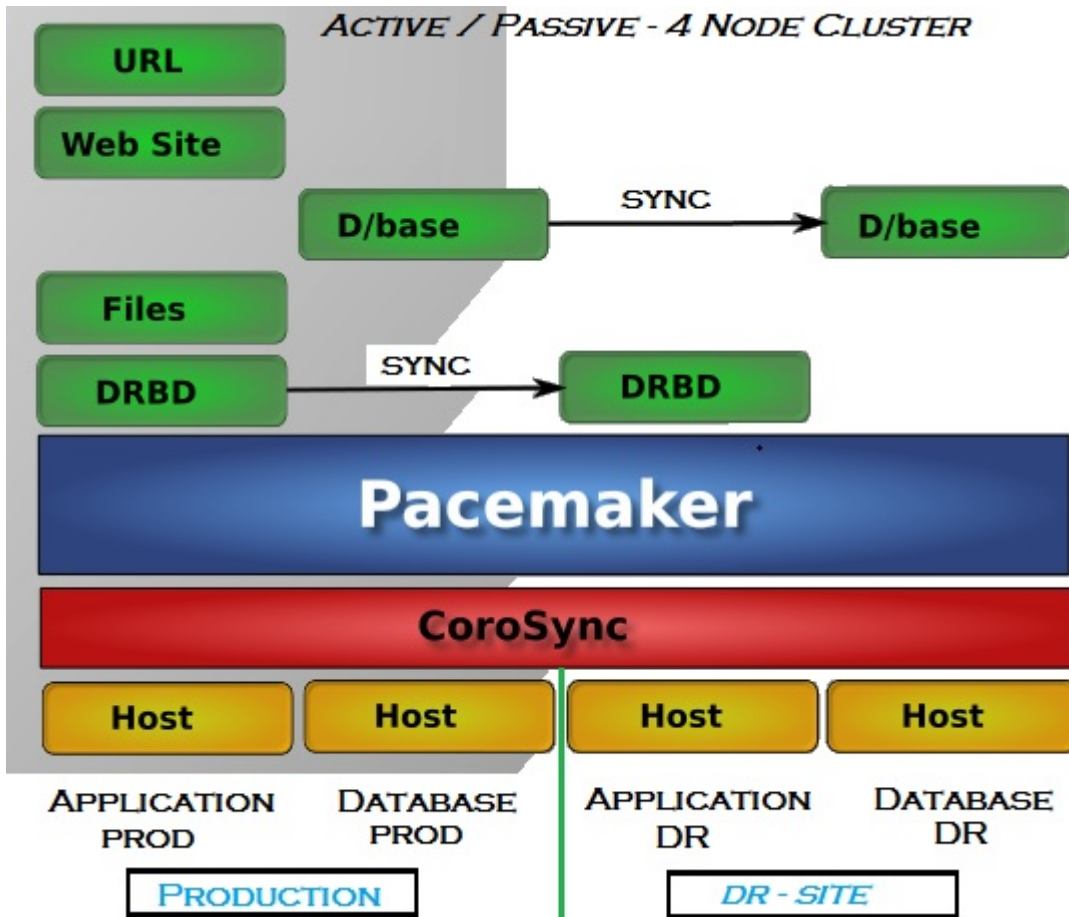 ACTIVE / PASSIVE - 4 NODE CLUSTER
URL
Web Site
D/base
SYNC
D/base
Files
DRBD
SYNC
DRBD
Pacemaker
CoroSync
Host
Host
Host
Host
APPLICATION
PROD
DATABASE
PROD
APPLICATION
DR
DATABASE
DR
PRODUCTION
DR - SITE